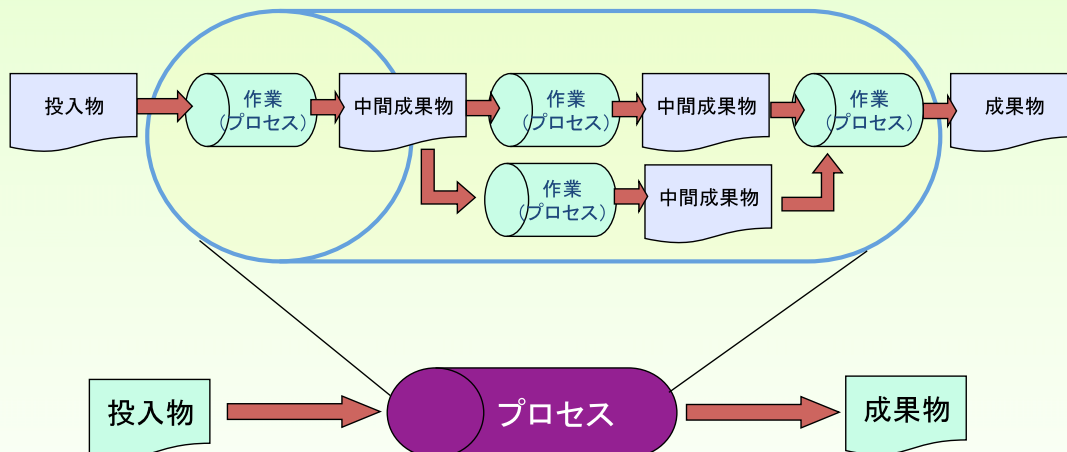 投入物
作業
（プロセス）
中間成果物
作業
（プロセス）
中間成果物
作業
（プロセス）
成果物
作業
（プロセス）
中間成果物
投入物
プロセス
成果物